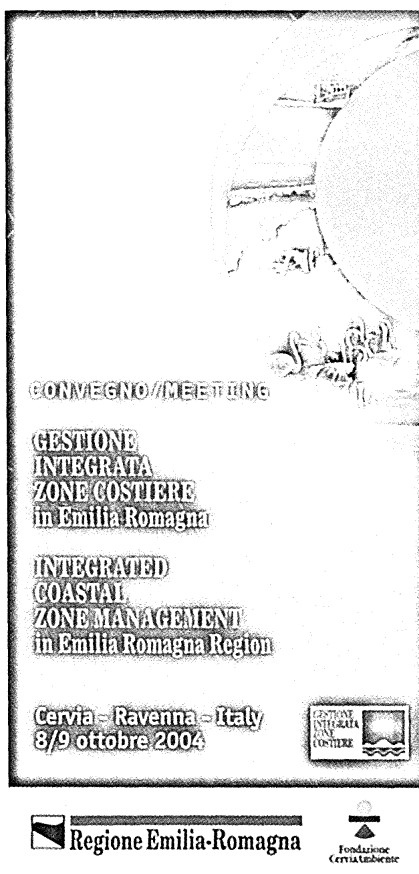 CONVEGNO/MEETING
GESTIONE
INTEGRATA
ZONE COSTIERE
in Emilia Romagna
INTEGRATED
COASTAL
ZONE MANAGEMENT
in Emilia Romagna Region
Cervia - Ravenna - Italy
8/9 ottobre 2004
GESTIONE
INTEGRATA
ZONE
COSTIERE
Regione Emilia-Romagna
Fondazione
CerviaAmbiente